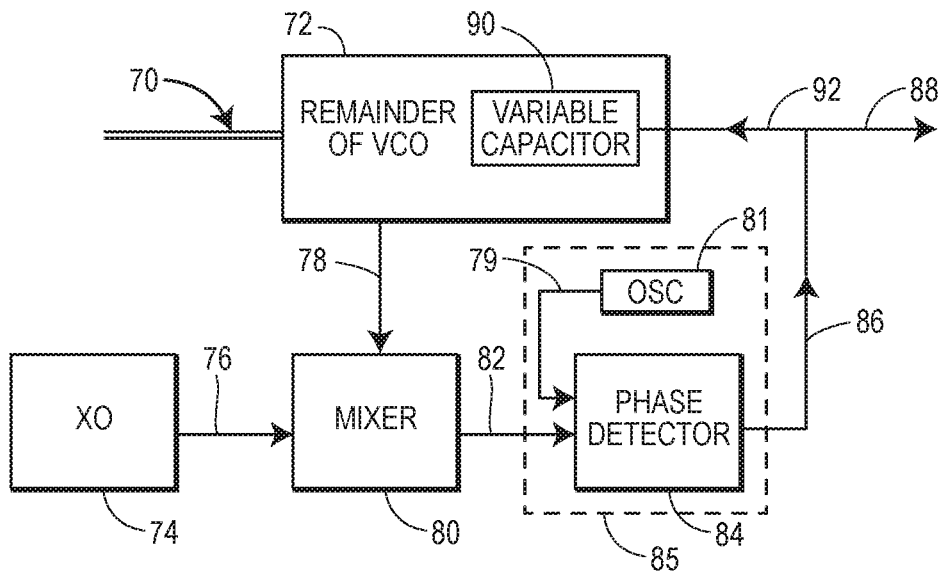 72
90
70
REMAINDER
OF VCO
VARIABLE
CAPACITOR
92
88
78
79
81
OSC
86
76
82
XO
MIXER
PHASE
DETECTOR
74
80
85
84